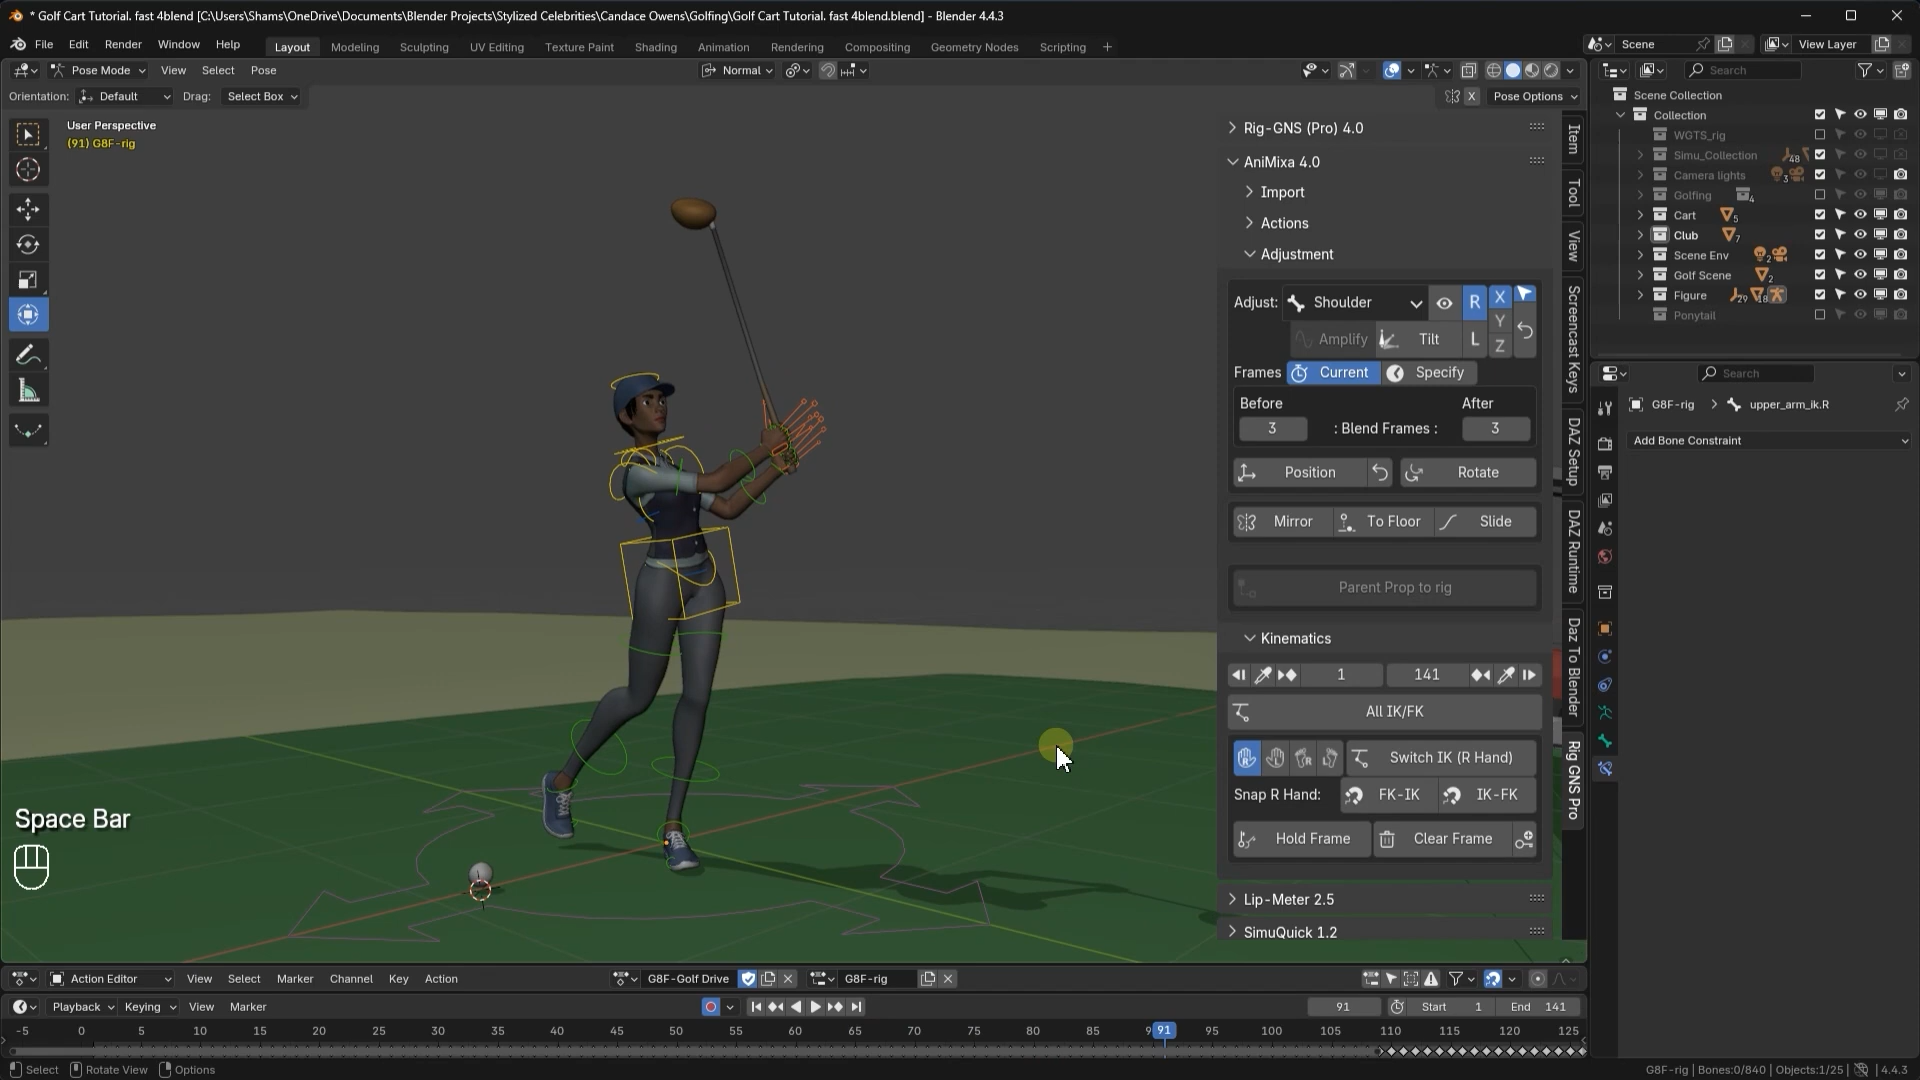 * Golf Cart Tutorial. fast 4blend [C:\Users\Shams\OneDrive\Documents\Blender Projects\Stylized Celebrities\Candace Owens\Golfing\Golf Cart Tutorial. fast 4blend.blend] - Blender 4.4.3
File Edit Render Window Help Layout Modeling Sculpting UV Editing Texture Paint Shading Animation Rendering Compositing Geometry Nodes Scripting + Scene View Layer
Pose Mode View Select Pose Normal Search
Orientation: Default Drag: Select Box X Pose Options
Scene Collection
Collection
WGTS_rig
Simu_Collection 48
Camera lights 3
Golfing 4
Cart 5
Club 7
Scene Env 2
Golf Scene 2
Figure 29 18
Ponytail
User Perspective
(91) G8F-rig
Rig-GNS (Pro) 4.0
AniMixa 4.0
Import
Actions
Adjustment
Adjust: Shoulder R X
Y
Amplify Tilt L Z
Frames Current Specify
Before After
3 : Blend Frames : 3
Position Rotate
Mirror To Floor Slide
Parent Prop to rig
Kinematics
1 141
All IK/FK
Switch IK (R Hand)
Snap R Hand: FK-IK IK-FK
Hold Frame Clear Frame
Lip-Meter 2.5
SimuQuick 1.2
Item
Tool
View
Screencast Keys
DAZ Setup
DAZ Runtime
Daz To Blender
Rig GNS Pro
Search
G8F-rig > upper_arm_ik.R
Add Bone Constraint
Space Bar
Action Editor View Select Marker Channel Key Action G8F-Golf Drive G8F-rig
Playback Keying View Marker 91 Start 1 End 141
-5 0 5 10 15 20 25 30 35 40 45 50 55 60 65 70 75 80 85 9 91 95 100 105 110 115 120 125
Select Rotate View Options G8F-rig | Bones:0/840 | Objects:1/25 | 4.4.3